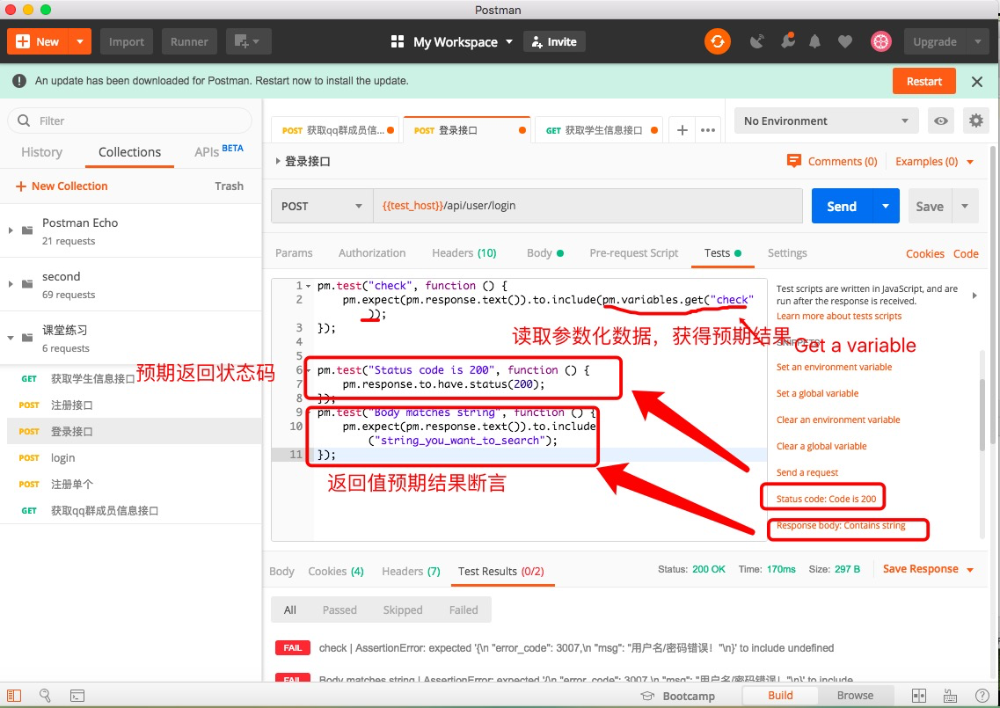 Postman
New
Import
Runner
My Workspace
Invite
Upgrade
An update has been downloaded for Postman. Restart now to install the update.
Restart
Filter
History
Collections
APIs BETA
New Collection
Trash
Postman Echo
21 requests
second
69 requests
课堂练习
6 requests
GET 获取学生信息接口
POST 注册接口
POST 登录接口
POST login
POST 注册单个
GET 获取qq群成员信息接口
预期返回状态码
POST 获取qq群成员信息...
POST 登录接口
GET 获取学生信息接口
No Environment
登录接口
Comments (0)
Examples (0)
POST
{{test_host}}/api/user/login
Send
Save
Params
Authorization
Headers (10)
Body
Pre-request Script
Tests
Settings
Cookies
Code
1 pm.test("check", function () {
2 pm.expect(pm.response.text()).to.include(pm.variables.get("check"
));
3 });
4
5
6 pm.test("Status code is 200", function () {
7 pm.response.to.have.status(200);
8 });
9 pm.test("Body matches string", function () {
10 pm.expect(pm.response.text()).to.include
("string_you_want_to_search");
11 });
读取参数化数据，获得预期结果
返回值预期结果断言
Test scripts are written in JavaScript, and are
run after the response is received.
Learn more about tests scripts
SNIPPETS
Get a variable
Set an environment variable
Set a global variable
Clear an environment variable
Clear a global variable
Send a request
Status code: Code is 200
Response body: Contains string
Body
Cookies (4)
Headers (7)
Test Results (0/2)
Status: 200 OK
Time: 170ms
Size: 297 B
Save Response
All
Passed
Skipped
Failed
FAIL check | AssertionError: expected '{\n "error_code": 3007,\n "msg": "用户名/密码错误！"\n}' to include undefined
FAIL Body matches string | AssertionError: expected '{\n "error_code": 3007,\n "msg": "用户名/密码错误！"\n}' to include
Bootcamp
Build
Browse